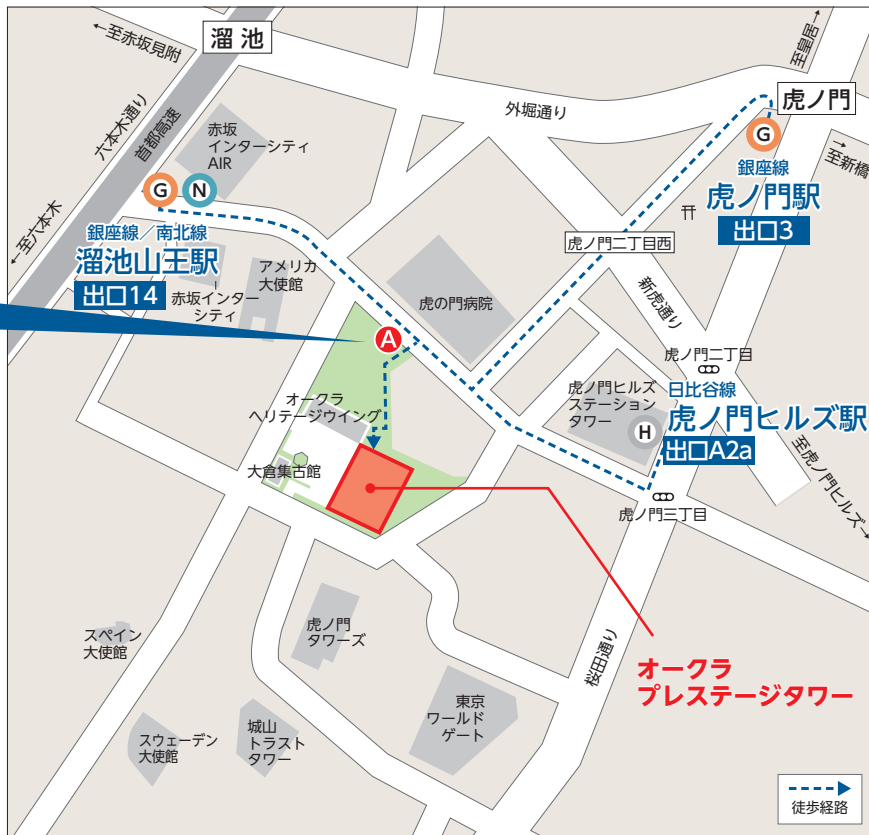 ←至赤坂見附
溜池
至皇居→
六本木通り
首都高速
外堀通り
虎ノ門
赤坂
インターシティ
AIR
G
至新橋→
G N
銀座線
虎ノ門駅
出口3
←至六本木
銀座線/南北線
溜池山王駅
出口14
虎ノ門二丁目西
アメリカ
大使館
赤坂インター
シティ
虎の門病院
新虎通り
A
虎ノ門二丁目
日比谷線
虎ノ門ヒルズ駅
出口A2a
虎ノ門ヒルズ
ステーション
タワー
H
オークラ
ヘリテージウイング
至虎ノ門ヒルズ→
大倉集古館
虎ノ門三丁目
虎ノ門
タワーズ
スペイン
大使館
桜田通り
オークラ
プレステージタワー
東京
ワールド
ゲート
城山
トラスト
タワー
スウェーデン
大使館
徒歩経路